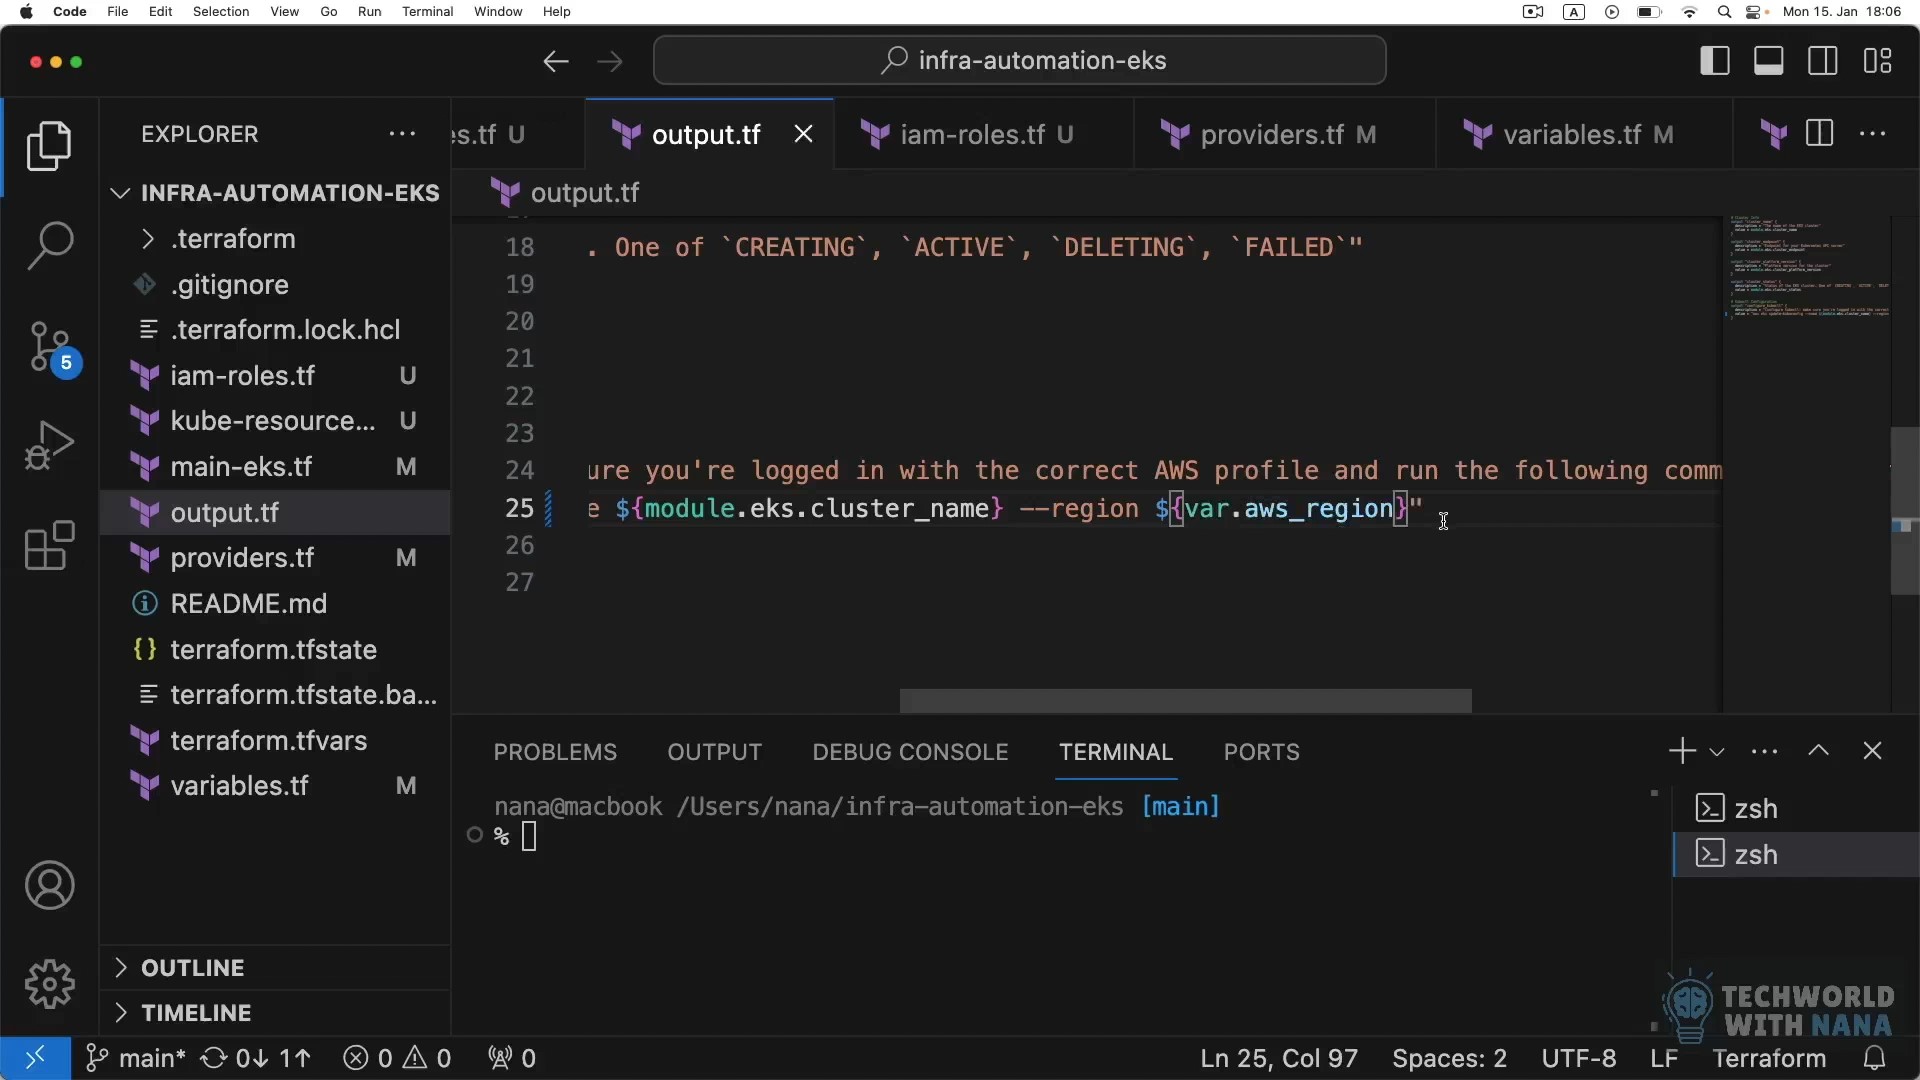 Code File Edit Selection View Go Run Terminal Window Help A Mon 15. Jan 18:06
infra-automation-eks
EXPLORER
es.tf U output.tf iam-roles.tf U providers.tf M variables.tf M
INFRA-AUTOMATION-EKS
output.tf
.terraform
.gitignore
.terraform.lock.hcl
iam-roles.tf U
kube-resource... U
main-eks.tf M
output.tf
providers.tf M
README.md
terraform.tfstate
terraform.tfstate.ba...
terraform.tfvars
variables.tf M
OUTLINE
TIMELINE
5
18 . One of `CREATING`, `ACTIVE`, `DELETING`, `FAILED`"
19
20
21
22
23
24 ure you're logged in with the correct AWS profile and run the following comm
25 e ${module.eks.cluster_name} --region ${var.aws_region}"
26
27
PROBLEMS OUTPUT DEBUG CONSOLE TERMINAL PORTS
nana@macbook /Users/nana/infra-automation-eks [main]
%
zsh
zsh
TECHWORLD
WITH NANA
main* 0↓ 1↑ 0 0 0 Ln 25, Col 97 Spaces: 2 UTF-8 LF Terraform